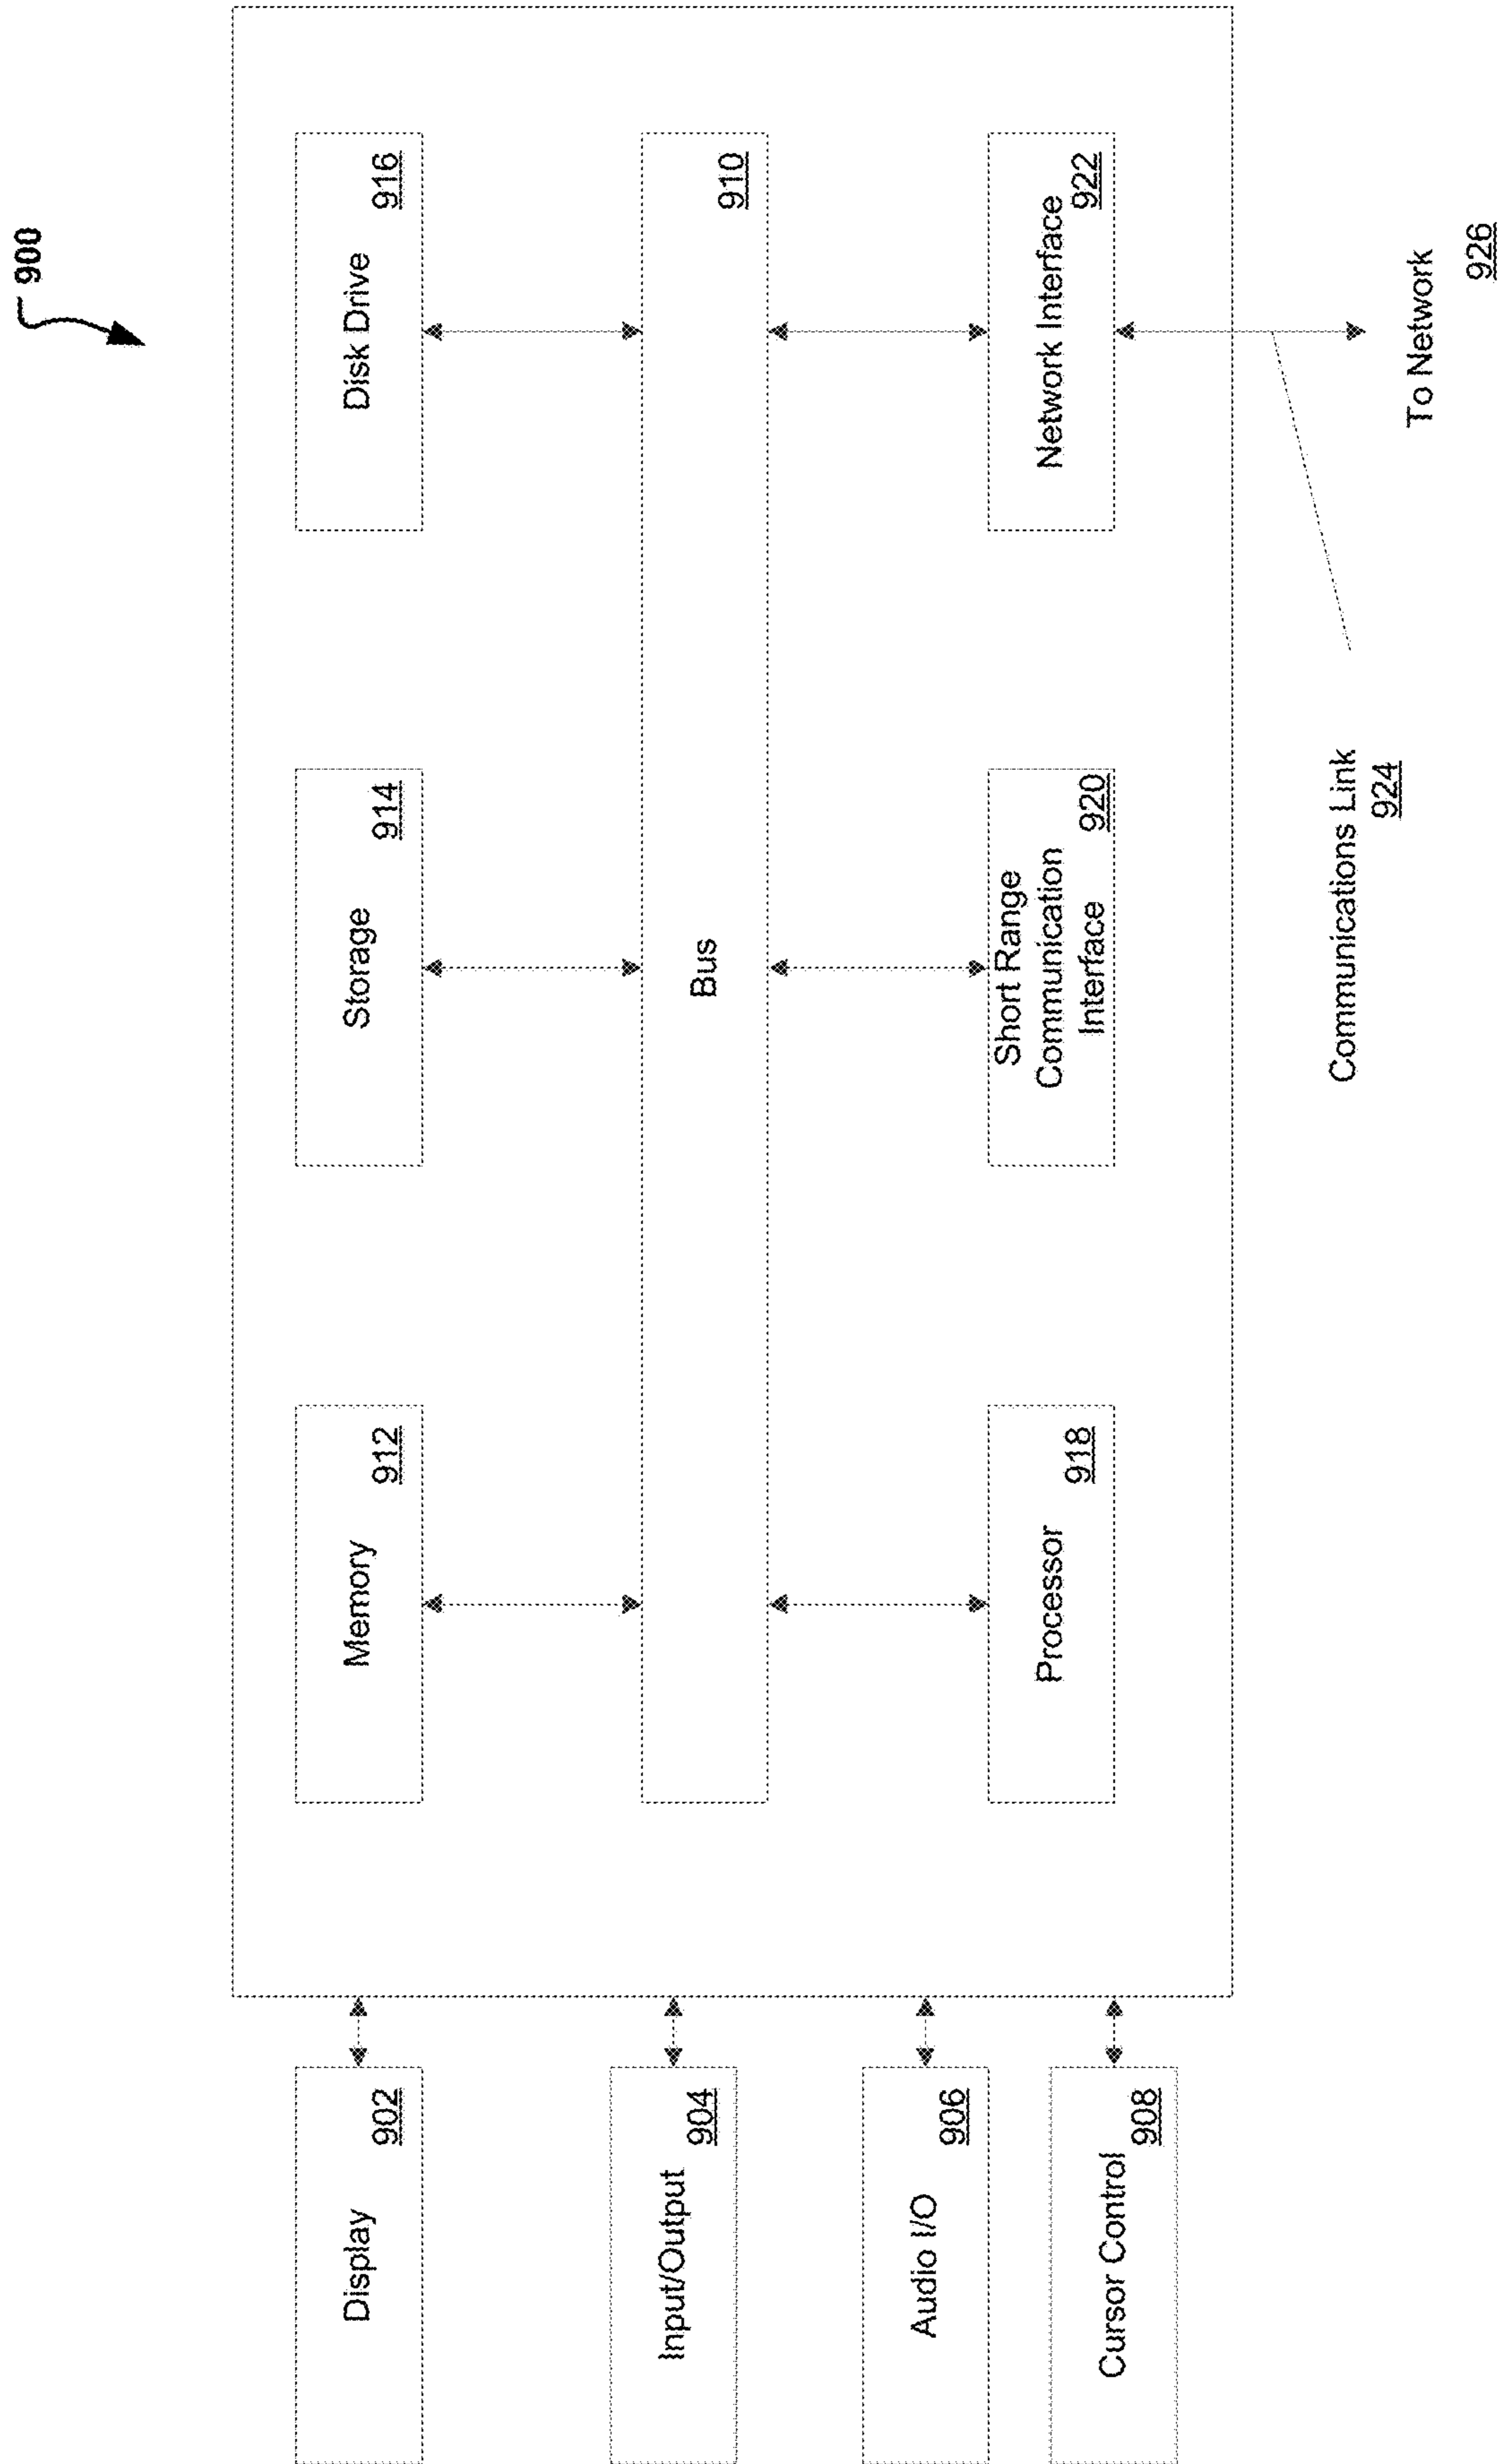 900
Display
902
Memory
912
Storage
914
Disk Drive
916
Input/Output
904
Bus
910
Audio I/O
906
Cursor Control
908
Processor
918
Short Range
Communication
Interface
920
Network Interface
922
Communications Link
924
To Network
926